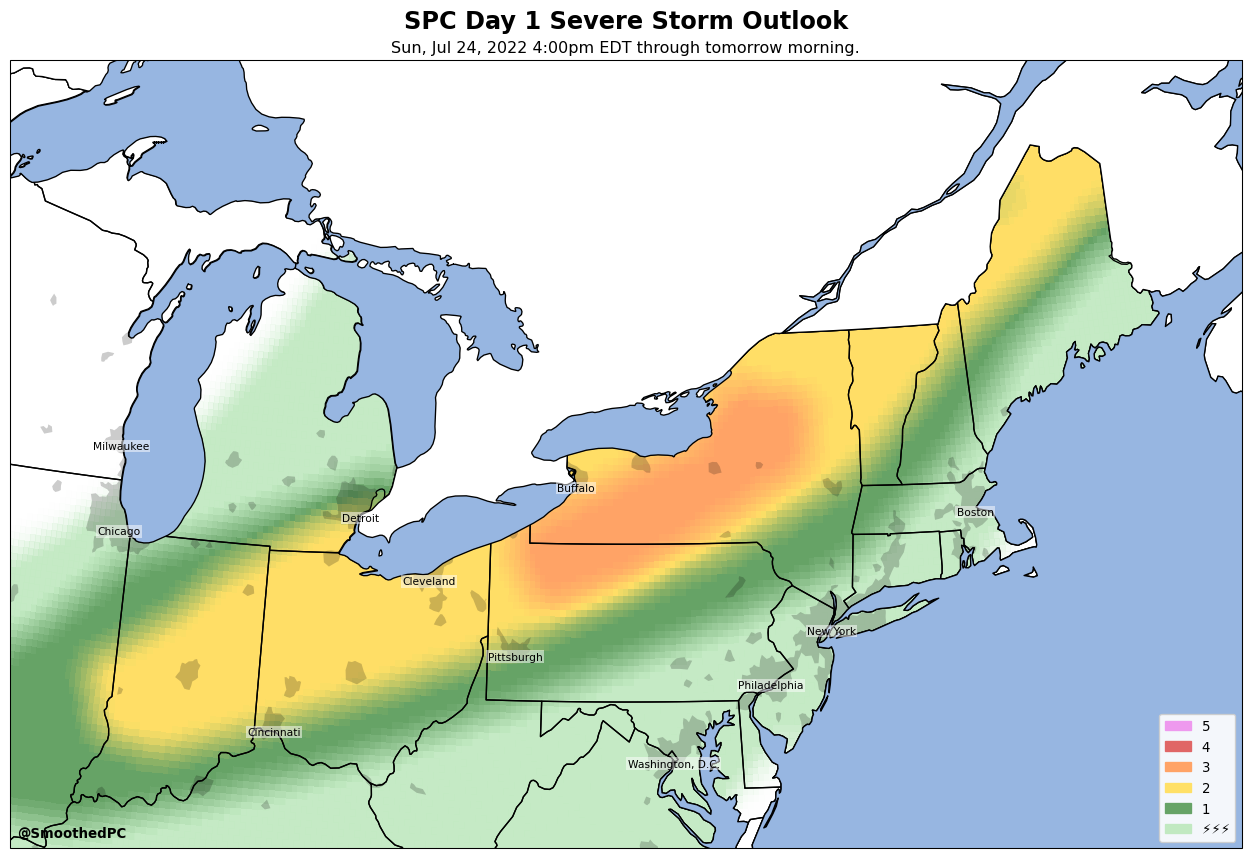 SPC Day 1 Severe Storm Outlook
Sun, Jul 24, 2022 4:00pm EDT through tomorrow morning.
Milwaukee
Buffalo
Chicago
Detroit
Boston
Cleveland
New York
Pittsburgh
Philadelphia
Cincinnati
Washington, D.C.
5
4
3
2
1
⚡⚡⚡
@SmoothedPC